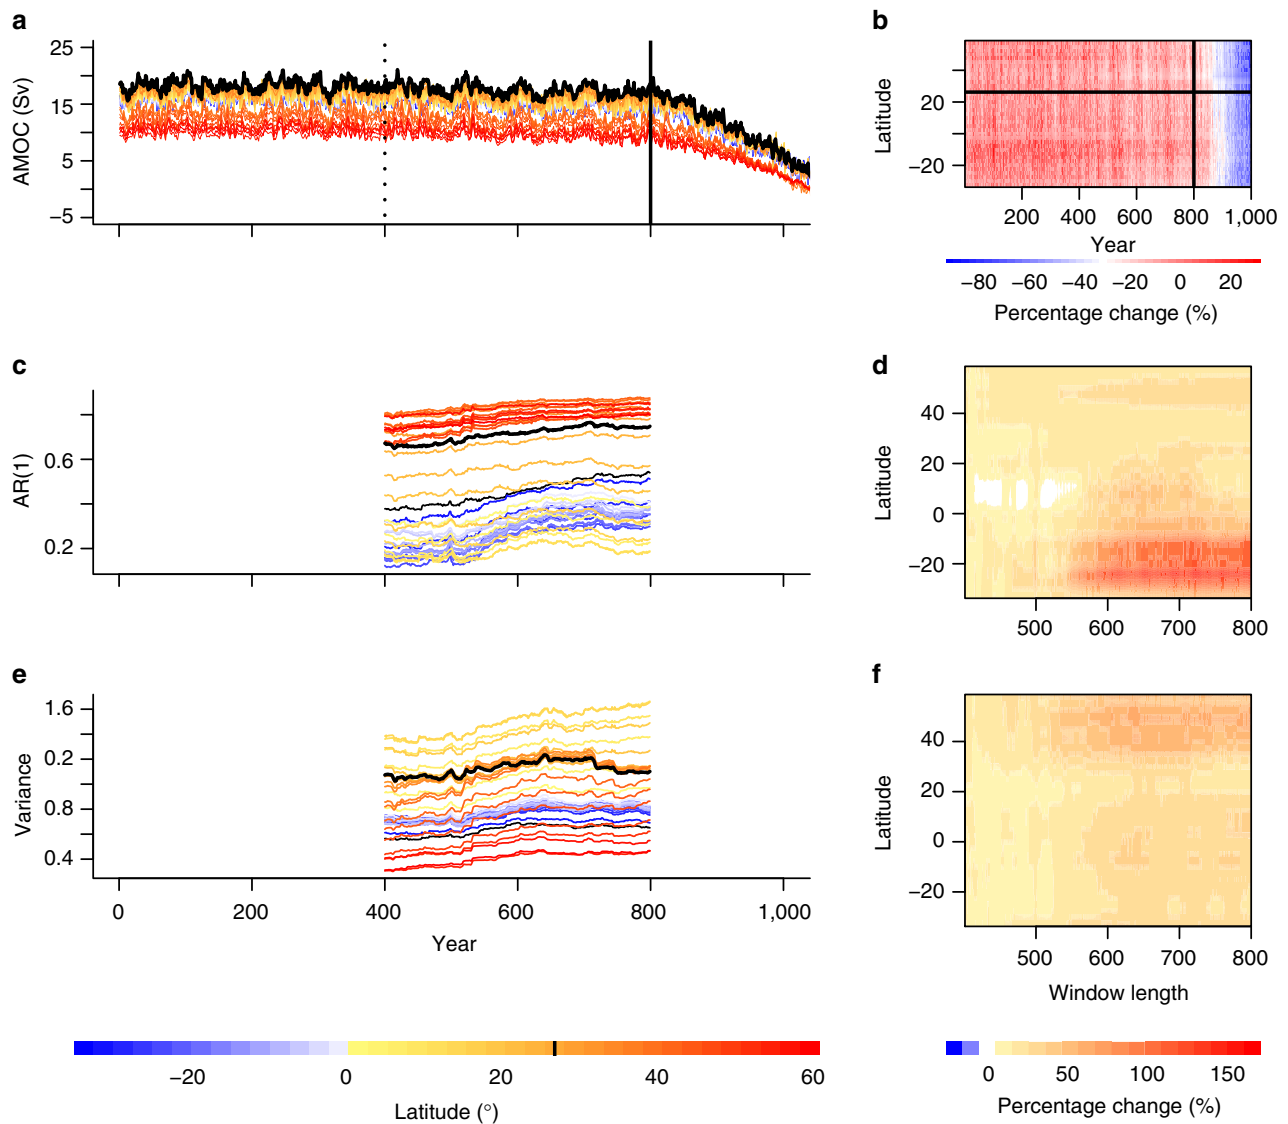 a
25
15
5
−5
AMOC (Sv)
b
20
−20
Latitude
200 400 600 800 1,000
Year
−80 −60 −40 −20 0 20
Percentage change (%)
c
0.6
0.2
AR(1)
d
40
20
0
−20
Latitude
500 600 700 800
e
1.6
0.2
0.8
0.4
Variance
0 200 400 600 800 1,000
Year
f
40
20
0
−20
Latitude
500 600 700 800
Window length
−20 0 20 40 60
Latitude (°)
0 50 100 150
Percentage change (%)